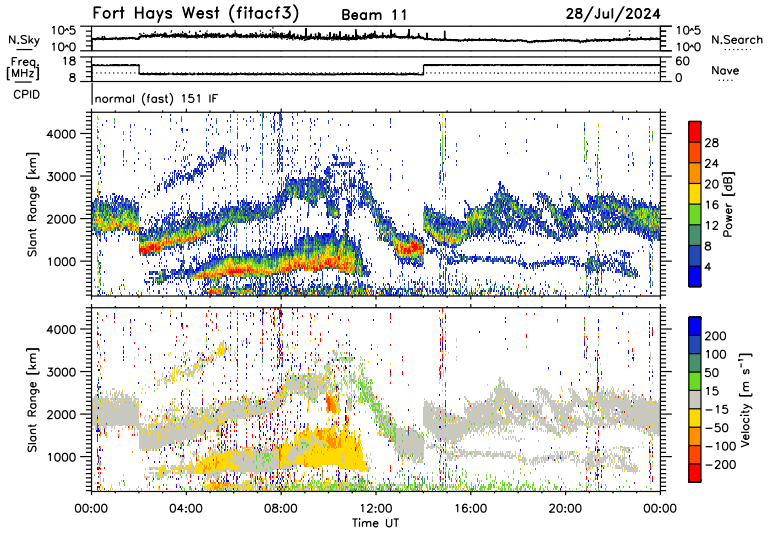 Fort Hays West (fitacf3) Beam 11 28/Jul/2024
N.Sky 10^5 10^0 10^5 10^0 N.Search
Freq. [MHz] 18 8 60 0 Nave
CPID normal (fast) 151 IF
Slant Range [km] 4000 3000 2000 1000
Power [dB] 28 24 20 16 12 8 4
Slant Range [km] 4000 3000 2000 1000
Velocity [m s⁻¹] 200 100 50 15 −15 −50 −100 −200
00:00 04:00 08:00 12:00 16:00 20:00 00:00
Time UT